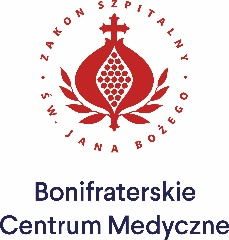 ZAKON SZPITALNY
ŚW. JANA BOŻEGO
Bonifraterskie
Centrum Medyczne